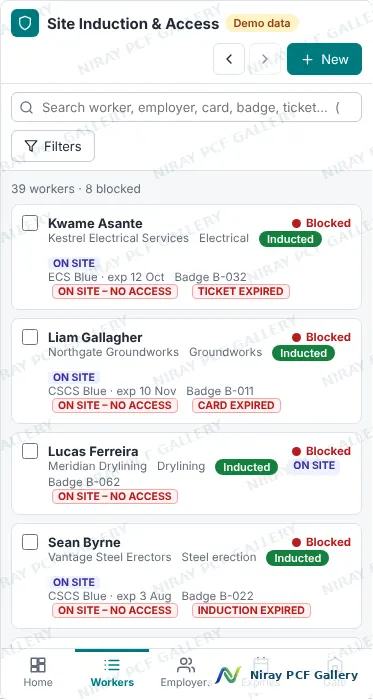 Site Induction & Access Demo data
New
Search worker, employer, card, badge, ticket... (
Filters
39 workers · 8 blocked
Kwame Asante Blocked
Kestrel Electrical Services Electrical Inducted
ON SITE
ECS Blue · exp 12 Oct Badge B-032
ON SITE – NO ACCESS TICKET EXPIRED
Liam Gallagher Blocked
Northgate Groundworks Groundworks Inducted
ON SITE
CSCS Blue · exp 10 Nov Badge B-011
ON SITE – NO ACCESS CARD EXPIRED
Lucas Ferreira Blocked
Meridian Drylining Drylining Inducted ON SITE
Badge B-062
ON SITE – NO ACCESS
Sean Byrne Blocked
Vantage Steel Erectors Steel erection Inducted
ON SITE
CSCS Blue · exp 3 Aug Badge B-022
ON SITE – NO ACCESS INDUCTION EXPIRED
Home Workers Employer
Niray PCF Gallery
NIRAY PCF GALLERY